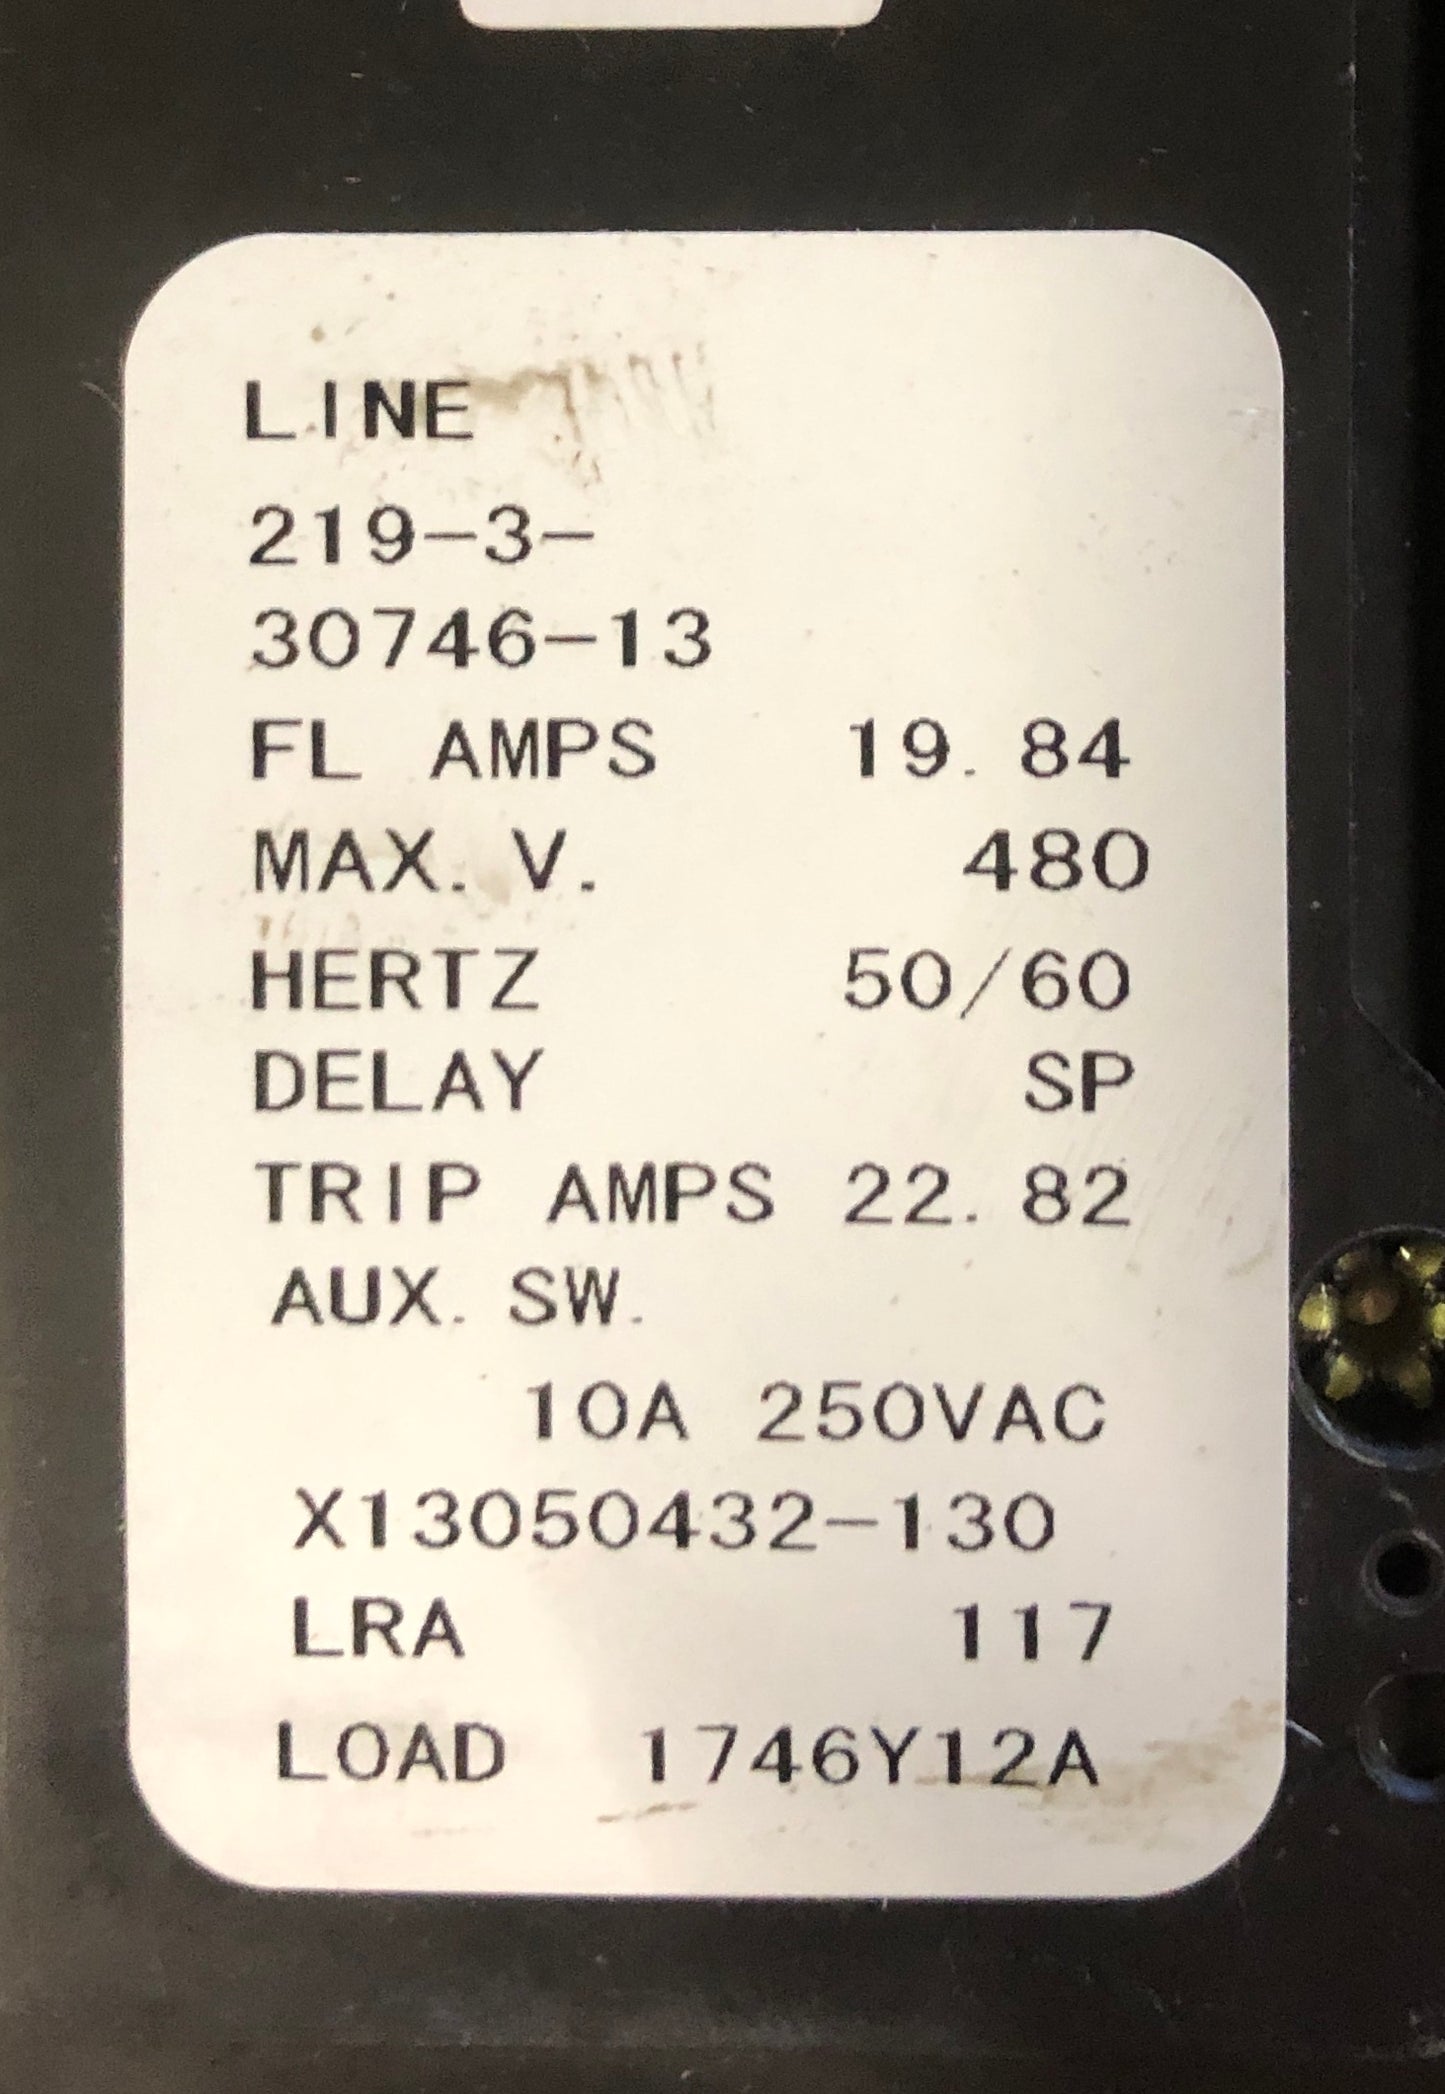 LINE
219-3-
30746-13
FL AMPS 19.84
MAX. V. 480
HERTZ 50/60
DELAY SP
TRIP AMPS 22.82
AUX. SW.
10A 250VAC
X13050432-130
LRA 117
LOAD 1746Y12A